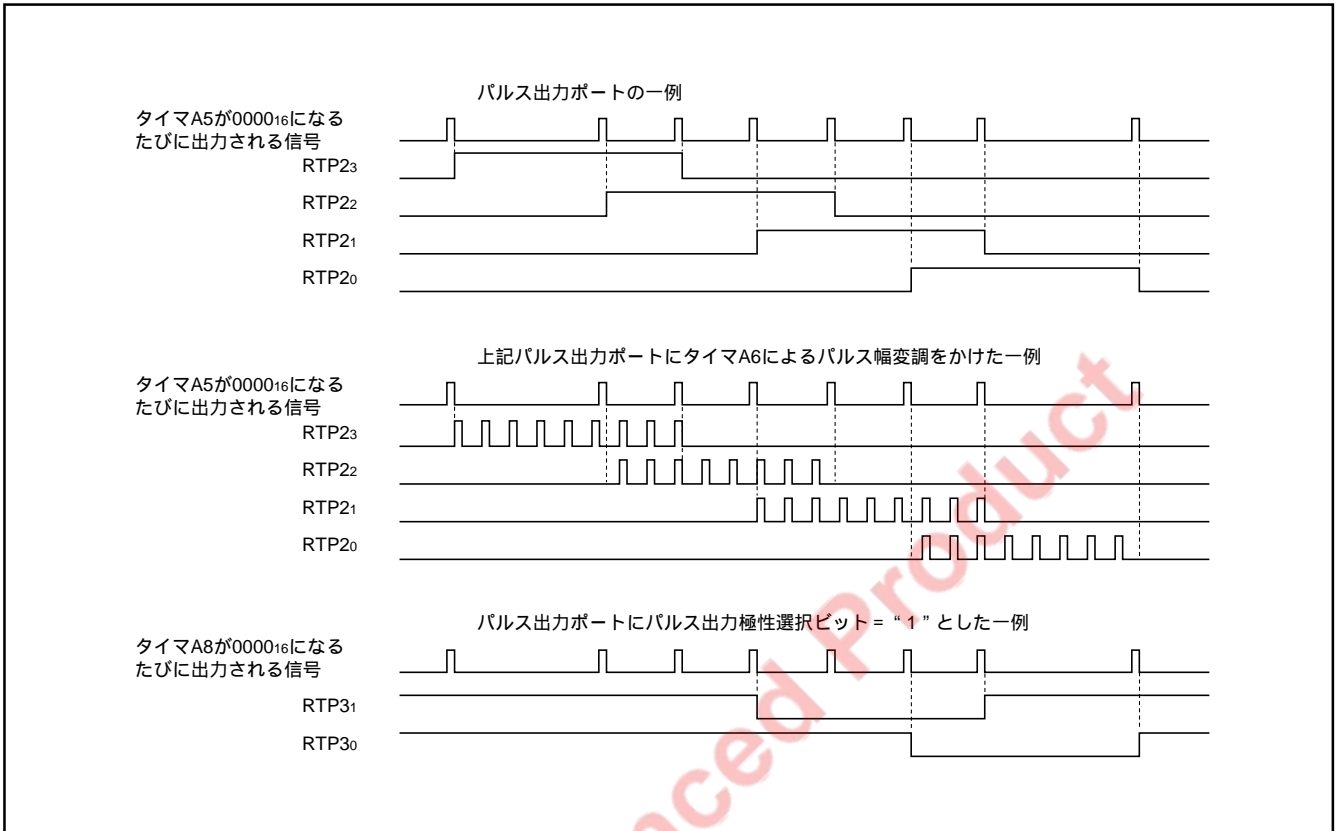 パルス出力ポートの一例
タイマA5が0000₁₆になる
たびに出力される信号
RTP2₃
RTP2₂
RTP2₁
RTP2₀
上記パルス出力ポートにタイマA6によるパルス幅変調をかけた一例
タイマA5が0000₁₆になる
たびに出力される信号
RTP2₃
RTP2₂
RTP2₁
RTP2₀
パルス出力ポートにパルス出力極性選択ビット = “ 1 ” とした一例
タイマA8が0000₁₆になる
たびに出力される信号
RTP3₁
RTP3₀
ced Product